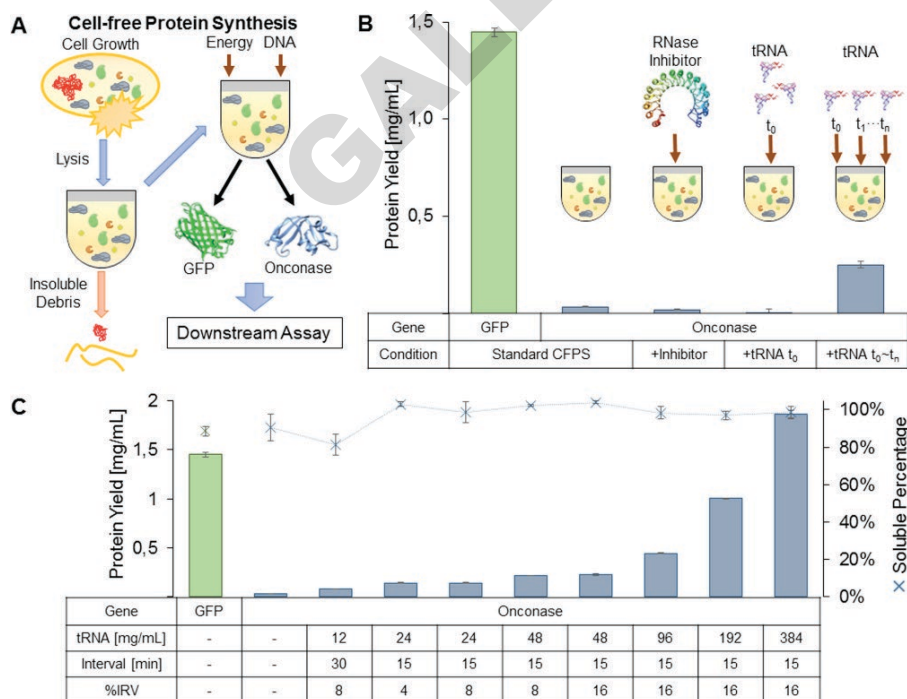 A
Cell-free Protein Synthesis
Cell Growth
Energy
DNA
Lysis
GFP
Onconase
Insoluble
Debris
Downstream Assay
B
Protein Yield [mg/mL]
1,5
1,0
0,5
RNase
Inhibitor
tRNA
t0
tRNA
t0 t1⋯tn
Gene GFP Onconase
Condition Standard CFPS +Inhibitor +tRNA t0 +tRNA t0~tn
C
Protein Yield [mg/mL]
2
1,5
1
0,5
100%
80%
60%
40%
20%
0%
× Soluble Percentage
Gene GFP Onconase
tRNA [mg/mL] - - 12 24 24 48 48 96 192 384
Interval [min] - - 30 15 15 15 15 15 15 15
%IRV - - 8 4 8 8 16 16 16 16
GALL